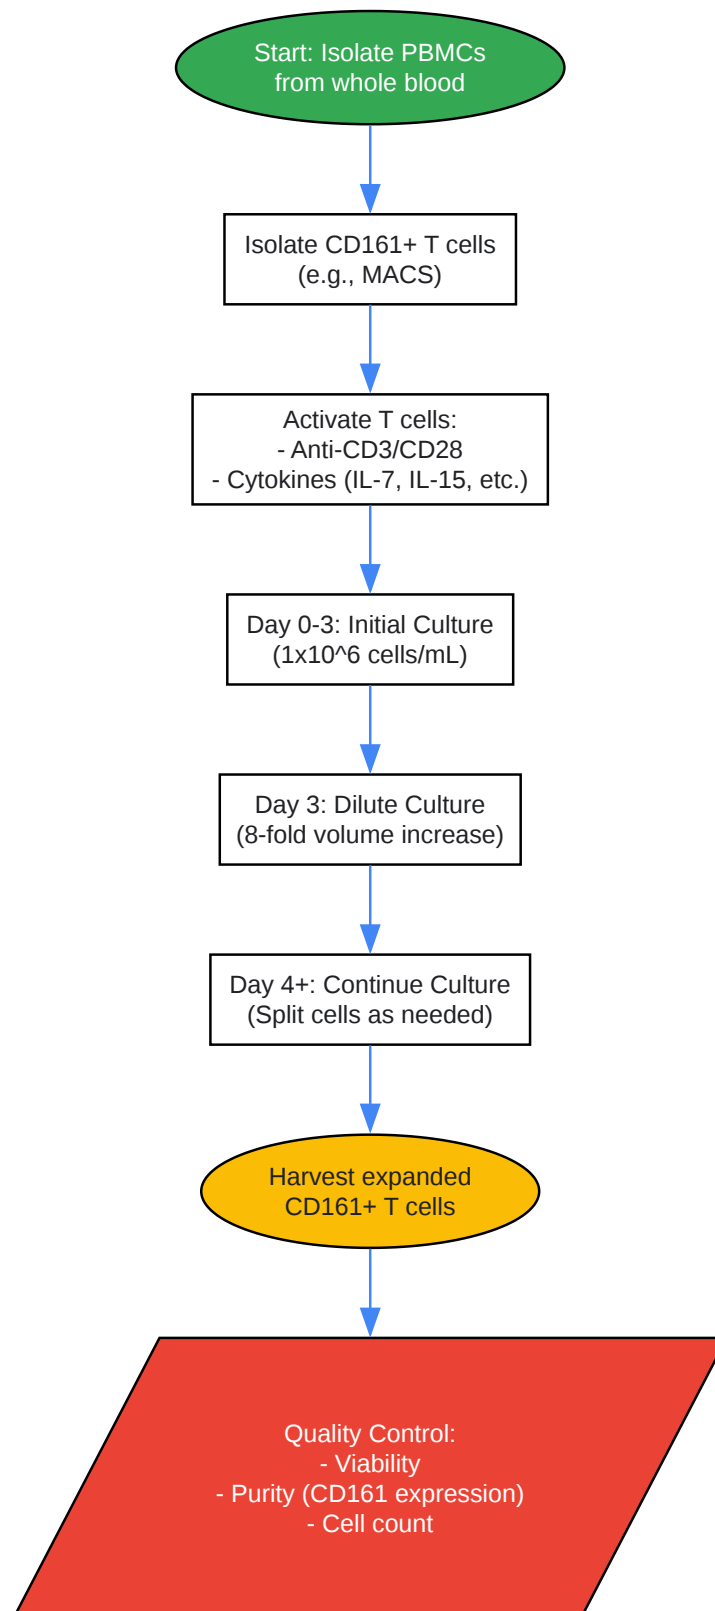 Start: Isolate PBMCs
from whole blood
Isolate CD161+ T cells
(e.g., MACS)
Activate T cells:
- Anti-CD3/CD28
- Cytokines (IL-7, IL-15, etc.)
Day 0-3: Initial Culture
(1x10^6 cells/mL)
Day 3: Dilute Culture
(8-fold volume increase)
Day 4+: Continue Culture
(Split cells as needed)
Harvest expanded
CD161+ T cells
Quality Control:
- Viability
- Purity (CD161 expression)
- Cell count